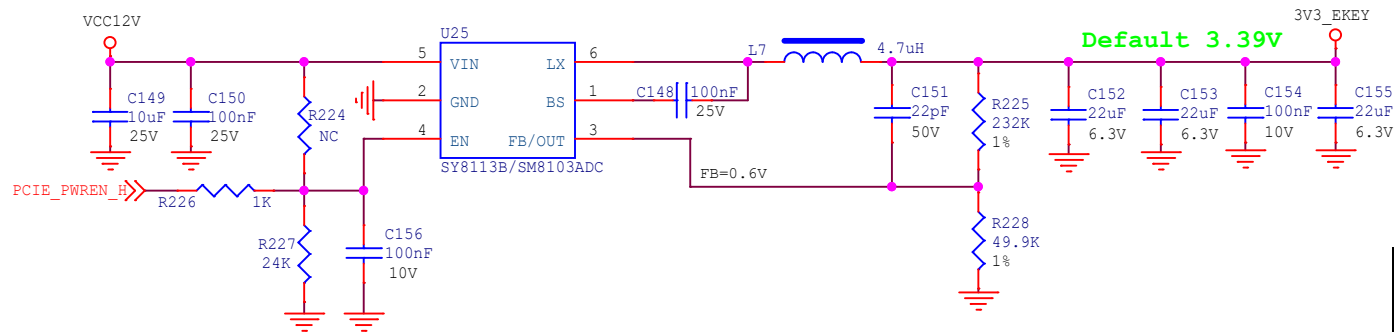 VCC12V
3V3_EKEY
U25
Default 3.39V
5 VIN LX 6
L7 4.7uH
C149
10uF
25V
C150
100nF
25V
R224
NC
2 GND BS 1
C148 100nF
25V
C151
22pF
50V
R225
232K
1%
C152
22uF
6.3V
C153
22uF
6.3V
C154
100nF
10V
C155
22uF
6.3V
4 EN FB/OUT 3
SY8113B/SM8103ADC
FB=0.6V
PCIE_PWREN_H
R226 1K
R227
24K
C156
100nF
10V
R228
49.9K
1%